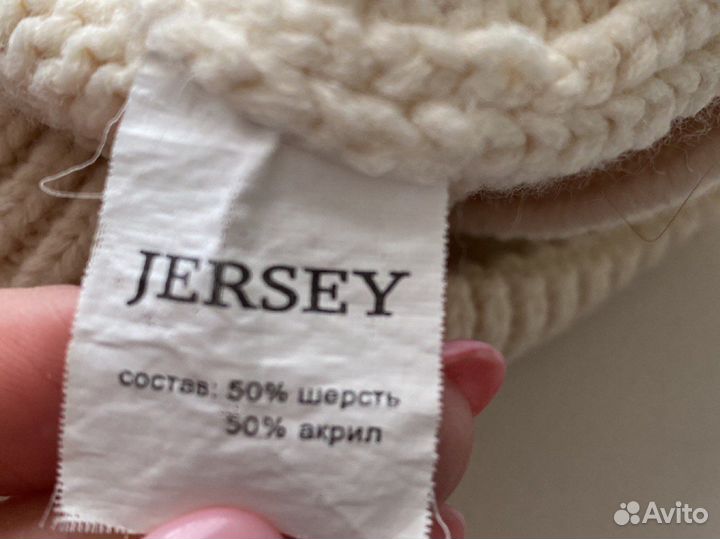 JERSEY
состав: 50% шерсть
50% акрил
Avito